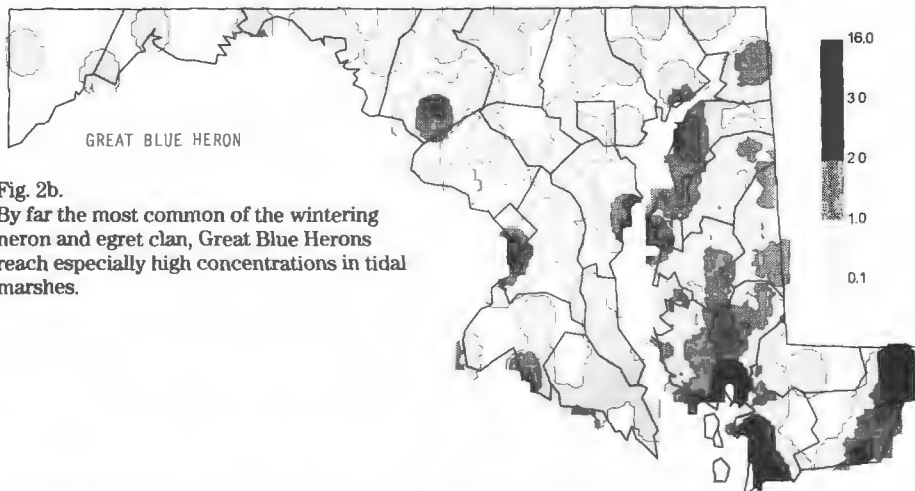 GREAT BLUE HERON
Fig. 2b.
By far the most common of the wintering
heron and egret clan, Great Blue Herons
reach especially high concentrations in tidal
marshes.
16.0
3.0
2.0
1.0
0.1